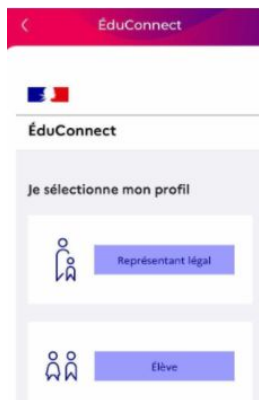 ÉduConnect
ÉduConnect
Je sélectionne mon profil
Représentant légal
Élève